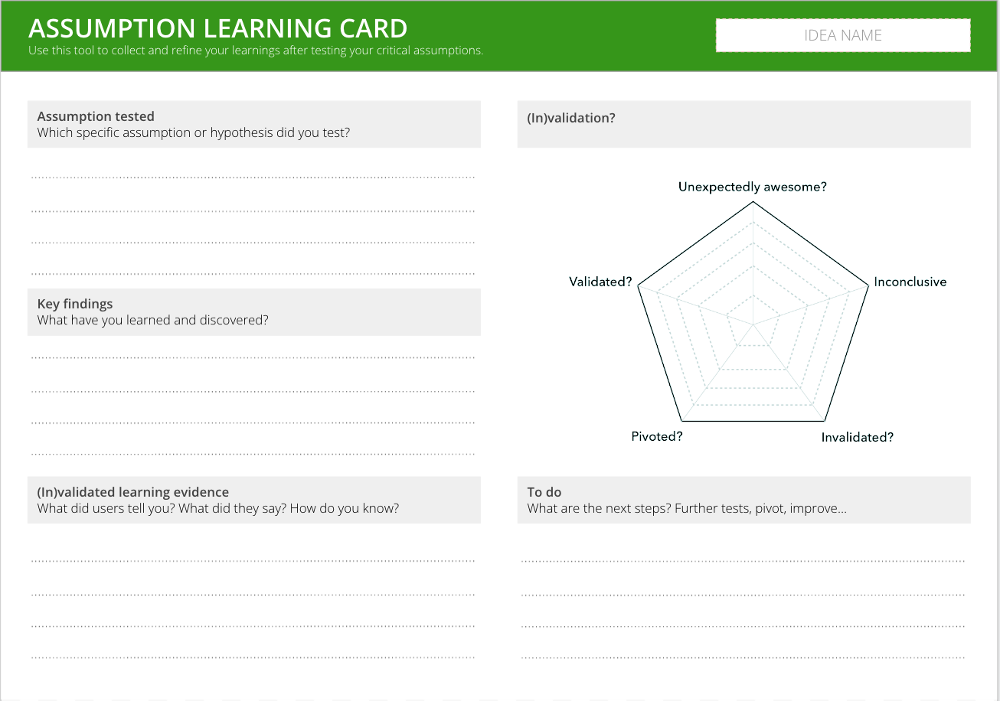 ASSUMPTION LEARNING CARD
Use this tool to collect and refine your learnings after testing your critical assumptions.
IDEA NAME
Assumption tested
Which specific assumption or hypothesis did you test?
Key findings
What have you learned and discovered?
(In)validated learning evidence
What did users tell you? What did they say? How do you know?
(In)validation?
Unexpectedly awesome?
Validated?
Inconclusive
Pivoted?
Invalidated?
To do
What are the next steps? Further tests, pivot, improve...